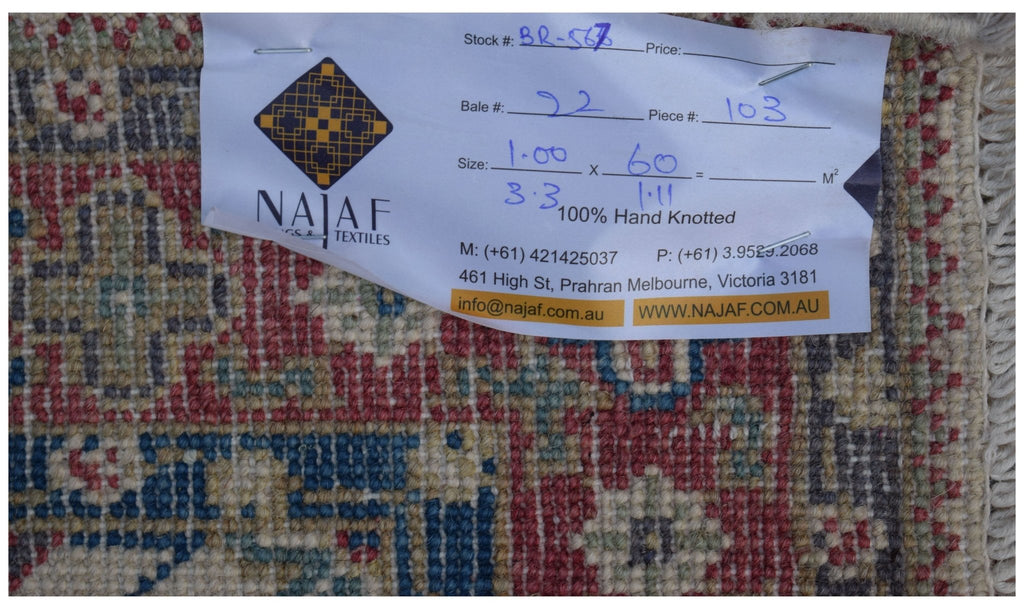 Stock #: BR-567 Price:
Bale #: 92 Piece #: 103
Size: 1.00 x 60 = M²
3.3 1.11
100% Hand Knotted
NAJAF
GS & TEXTILES
M: (+61) 421425037 P: (+61) 3.9529.2068
461 High St, Prahran Melbourne, Victoria 3181
info@najaf.com.au WWW.NAJAF.COM.AU